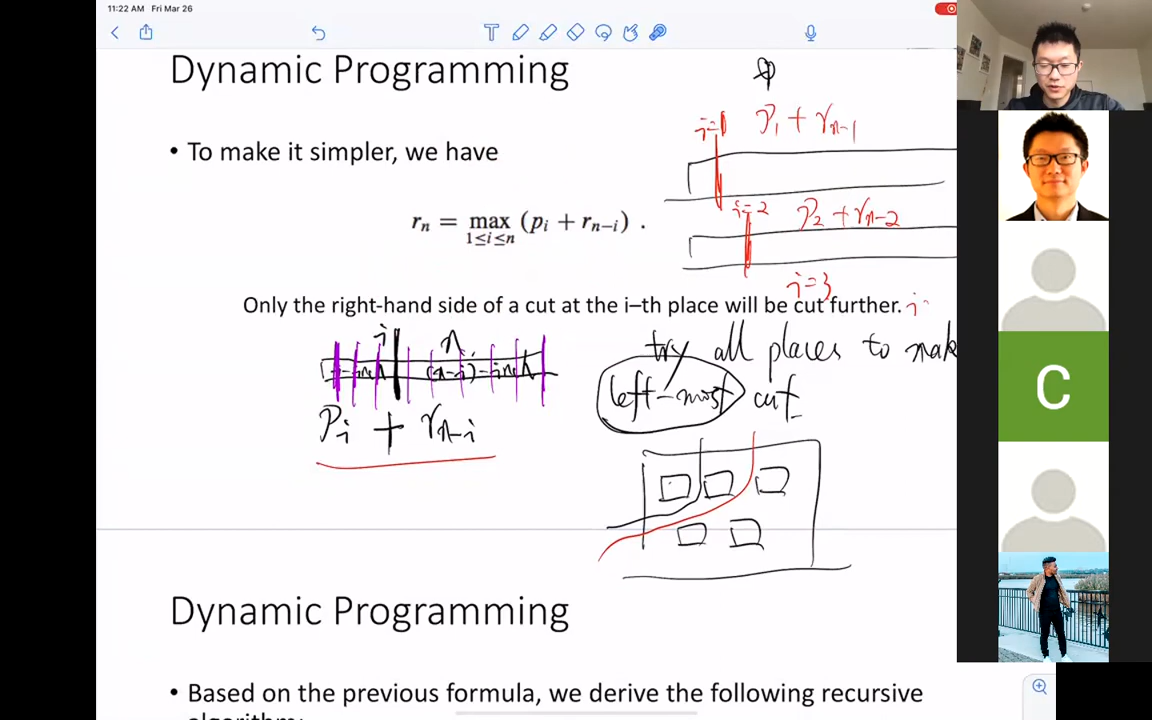 11:22 AM Fri Mar 26
Dynamic Programming
• To make it simpler, we have
rₙ = max (pᵢ + rₙ₋ᵢ) .
1≤i≤n
i=1 P₁ + rₙ₋₁
i=2 P₂ + rₙ₋₂
i=3
Only the right-hand side of a cut at the i–th place will be cut further.
i n
(n-i)-inch
Pᵢ + rₙ₋ᵢ
try all places to mak
left-most cut
C
Dynamic Programming
• Based on the previous formula, we derive the following recursive
algorithm: